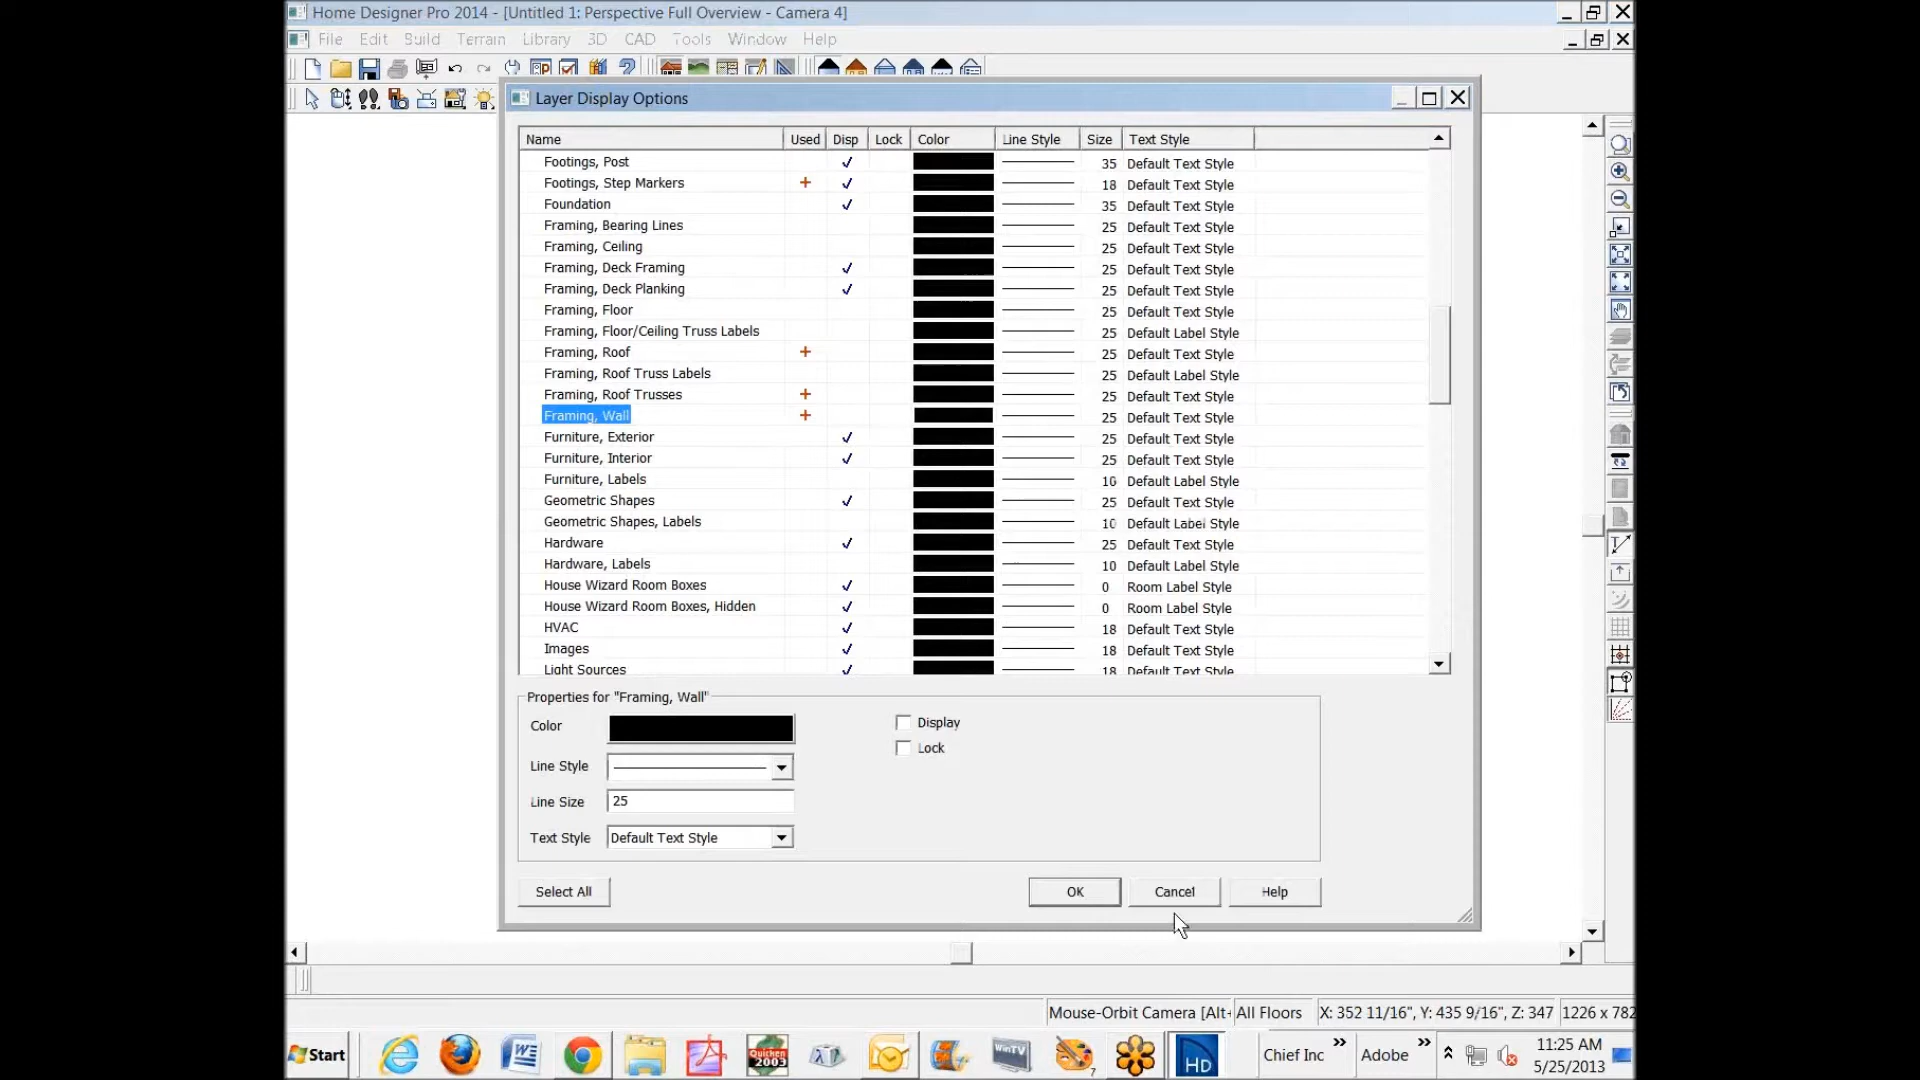 Home Designer Pro 2014 - [Untitled 1: Perspective Full Overview - Camera 4]
File Edit Build Terrain Library 3D CAD Tools Window Help
Layer Display Options
Name Used Disp Lock Color Line Style Size Text Style
Footings, Post 35 Default Text Style
Footings, Step Markers 18 Default Text Style
Foundation 35 Default Text Style
Framing, Bearing Lines 25 Default Text Style
Framing, Ceiling 25 Default Text Style
Framing, Deck Framing 25 Default Text Style
Framing, Deck Planking 25 Default Text Style
Framing, Floor 25 Default Text Style
Framing, Floor/Ceiling Truss Labels 25 Default Label Style
Framing, Roof 25 Default Text Style
Framing, Roof Truss Labels 25 Default Label Style
Framing, Roof Trusses 25 Default Text Style
Framing, Wall 25 Default Text Style
Furniture, Exterior 25 Default Text Style
Furniture, Interior 25 Default Text Style
Furniture, Labels 10 Default Label Style
Geometric Shapes 25 Default Text Style
Geometric Shapes, Labels 10 Default Label Style
Hardware 25 Default Text Style
Hardware, Labels 10 Default Label Style
House Wizard Room Boxes 0 Room Label Style
House Wizard Room Boxes, Hidden 0 Room Label Style
HVAC 18 Default Text Style
Images 18 Default Text Style
Light Sources 18 Default Text Style
Properties for "Framing, Wall"
Color
Display
Lock
Line Style
Line Size 25
Text Style Default Text Style
Select All OK Cancel Help
Mouse-Orbit Camera [Alt+ All Floors X: 352 11/16", Y: 435 9/16", Z: 347 1226 x 782
Start Quicken 2003 WinTV HD Chief Inc Adobe 11:25 AM
5/25/2013